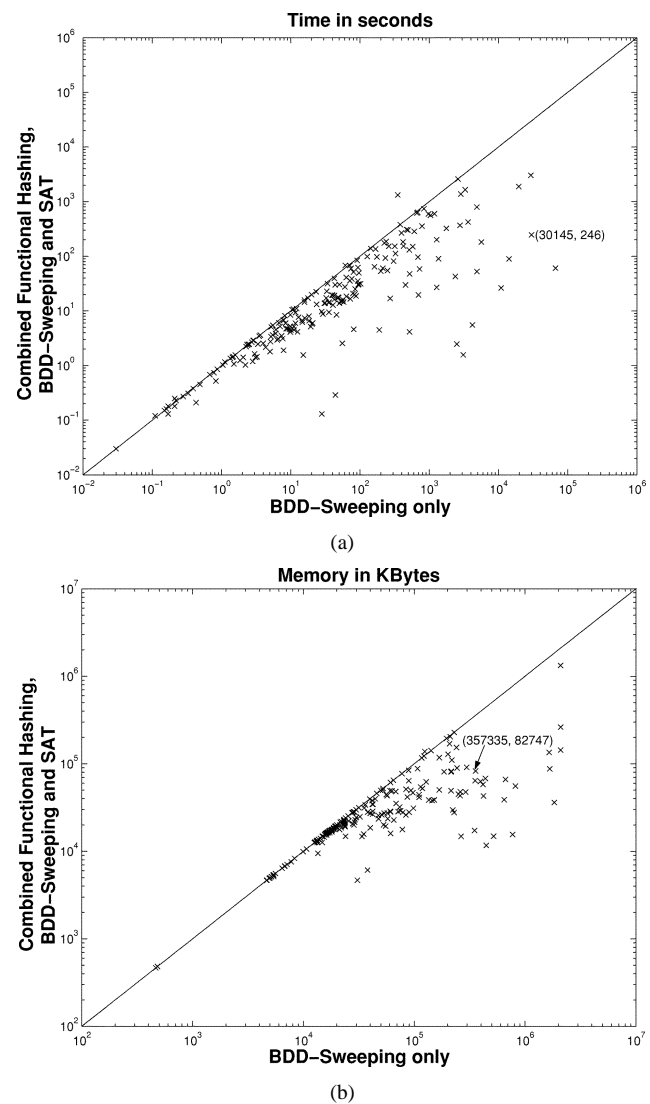 Time in seconds
10^6
10^5
10^4
10^3
10^2
10^1
10^0
10^−1
10^−2
Combined Functional Hashing,
BDD−Sweeping and SAT
(30145, 246)
10^−2 10^−1 10^0 10^1 10^2 10^3 10^4 10^5 10^6
BDD−Sweeping only
(a)
Memory in KBytes
10^7
10^6
10^5
10^4
10^3
10^2
Combined Functional Hashing,
BDD−Sweeping and SAT
(357335, 82747)
10^2 10^3 10^4 10^5 10^6 10^7
BDD−Sweeping only
(b)